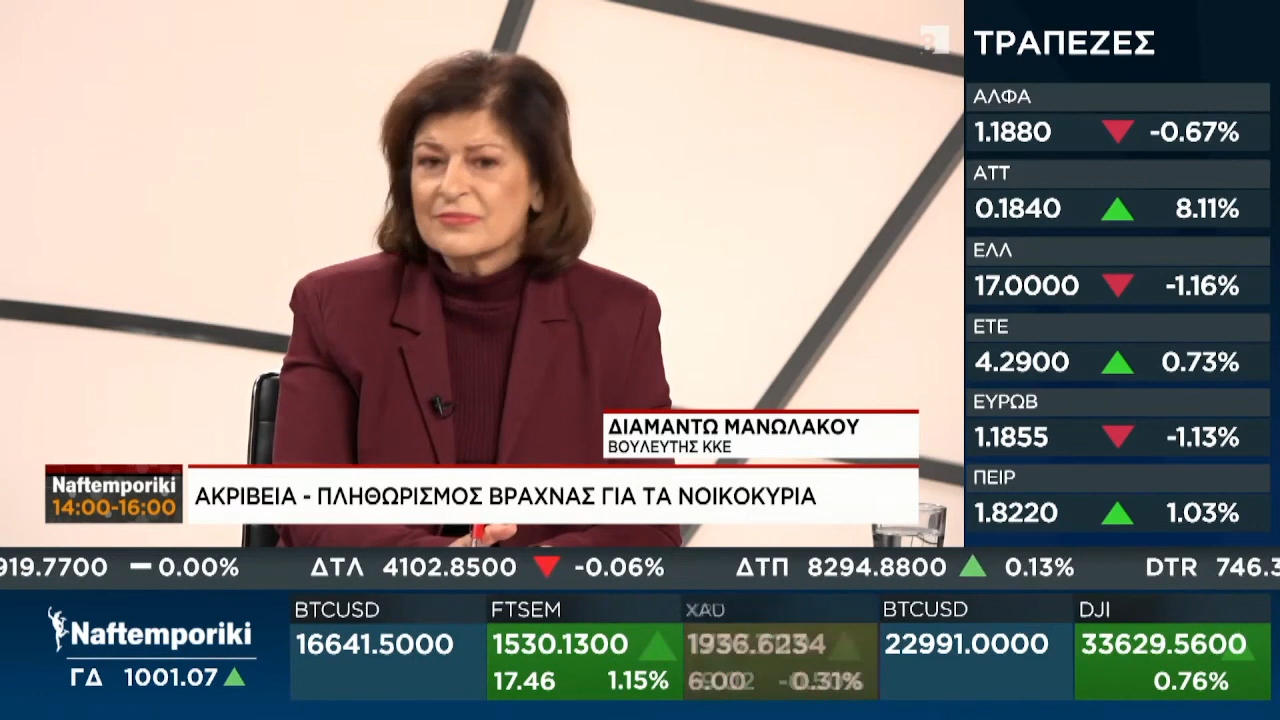 ΤΡΑΠΕΖΕΣ
ΑΛΦΑ
1.1880 -0.67%
ΑΤΤ
0.1840 8.11%
ΕΛΛ
17.0000 -1.16%
ΕΤΕ
4.2900 0.73%
ΕΥΡΩΒ
1.1855 -1.13%
ΠΕΙΡ
1.8220 1.03%
ΔΙΑΜΑΝΤΩ ΜΑΝΩΛΑΚΟΥ
ΒΟΥΛΕΥΤΗΣ ΚΚΕ
Naftemporiki
14:00-16:00
ΑΚΡΙΒΕΙΑ - ΠΛΗΘΩΡΙΣΜΟΣ ΒΡΑΧΝΑΣ ΓΙΑ ΤΑ ΝΟΙΚΟΚΥΡΙΑ
919.7700 0.00% ΔΤΛ 4102.8500 -0.06% ΔΤΠ 8294.8800 0.13% DTR 746.3
Naftemporiki
ΓΔ 1001.07
BTCUSD
16641.5000
FTSEM
1530.1300
17.46 1.15%
BTCUSD
22991.0000
DJI
33629.5600
0.76%